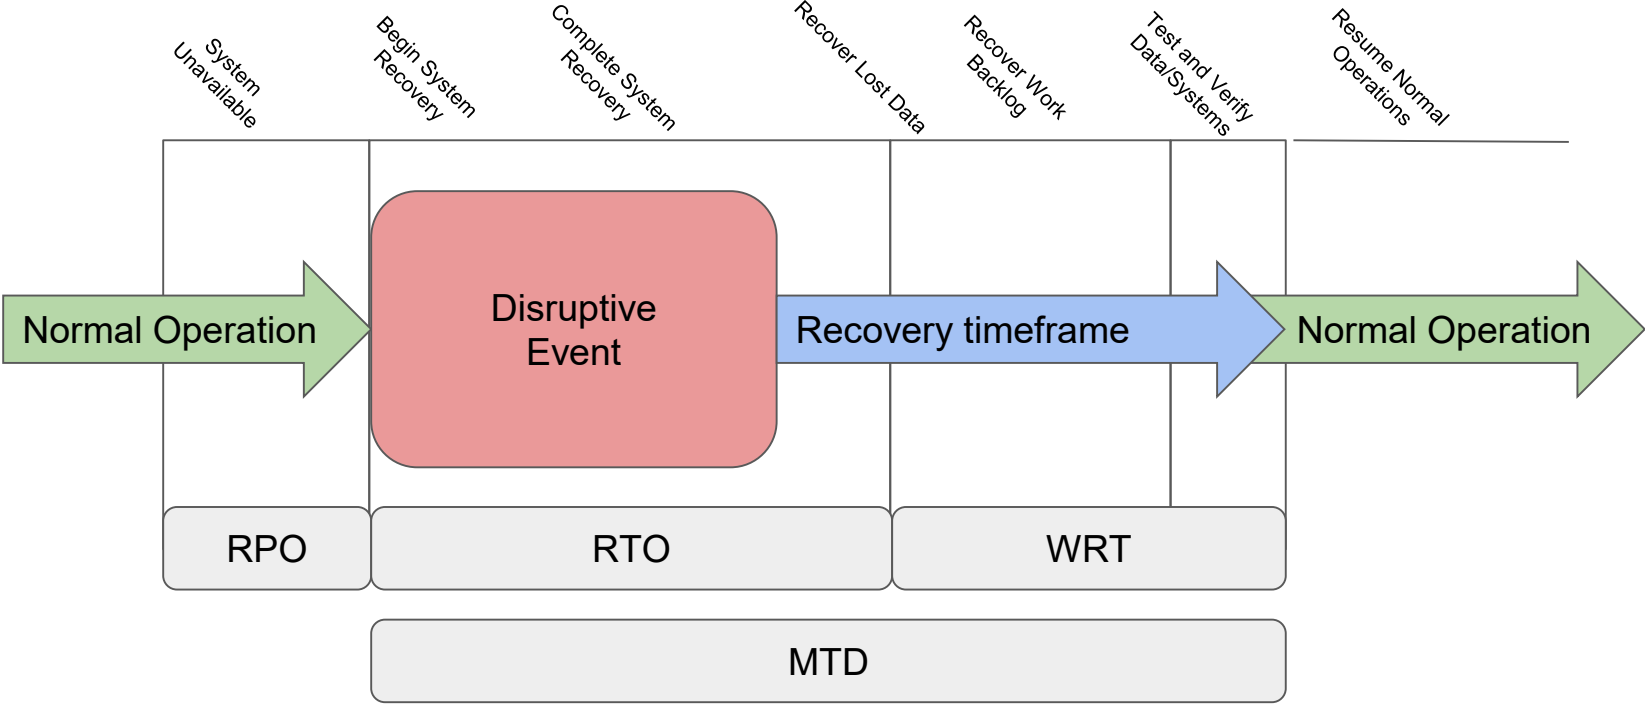 System
Unavailable
Begin System
Recovery
Complete System
Recovery
Recover Lost Data
Recover Work
Backlog
Test and Verify
Data/Systems
Resume Normal
Operations
Normal Operation
Disruptive
Event
Recovery timeframe
Normal Operation
RPO
RTO
WRT
MTD